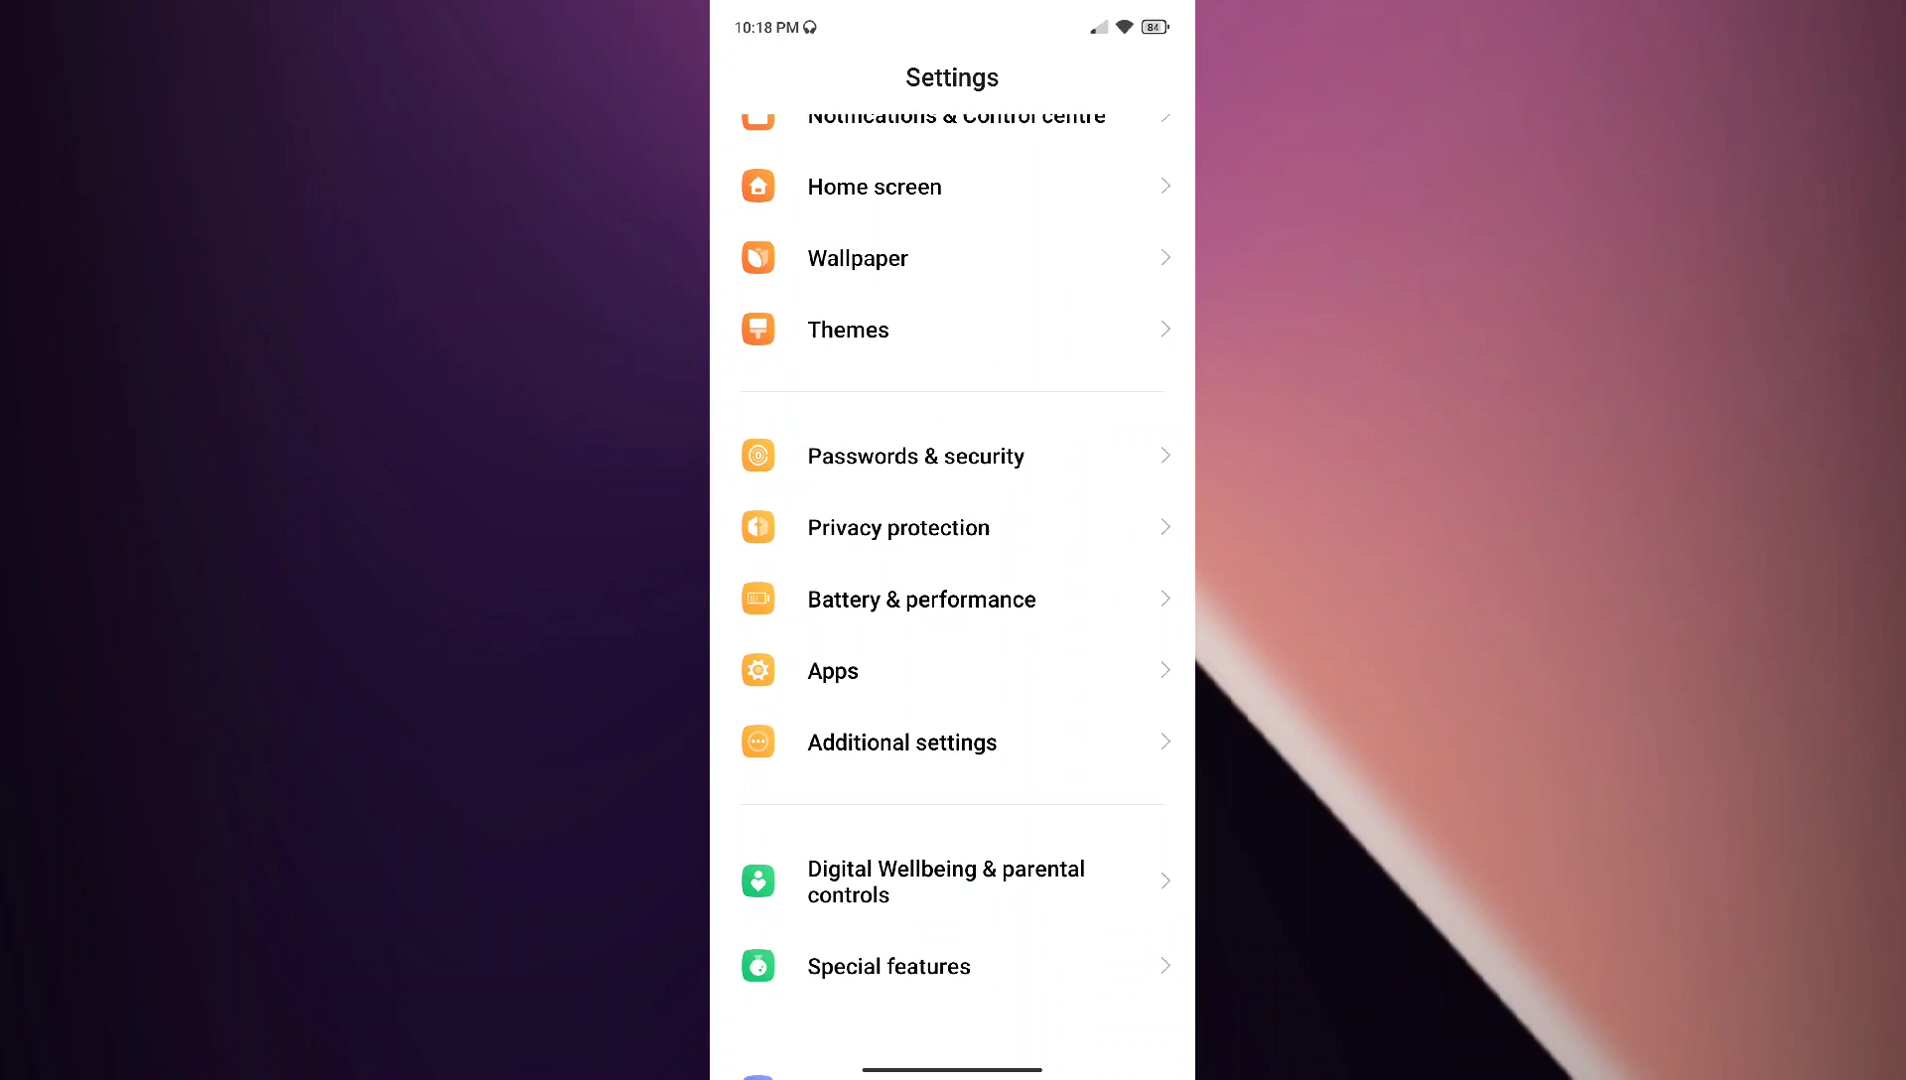 10:18 PM
84
Settings
Notifications & Control centre
Home screen
Wallpaper
Themes
Passwords & security
Privacy protection
Battery & performance
Apps
Additional settings
Digital Wellbeing & parental
controls
Special features